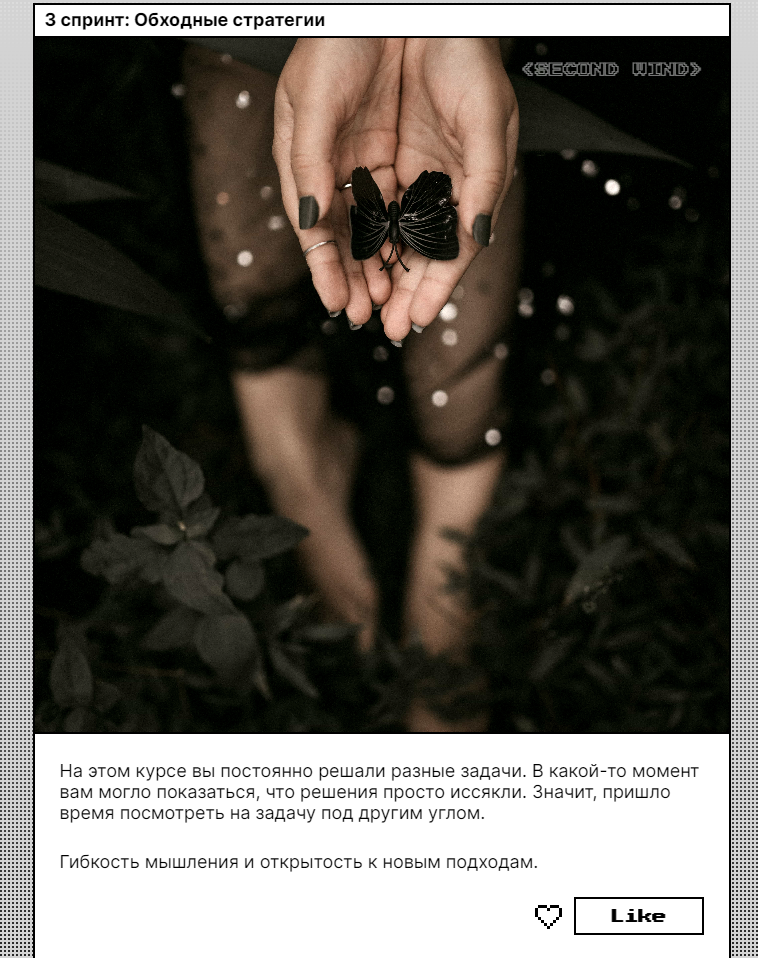 3 спринт: Обходные стратегии
<SECOND WIND>
На этом курсе вы постоянно решали разные задачи. В какой-то момент
вам могло показаться, что решения просто иссякли. Значит, пришло
время посмотреть на задачу под другим углом.
Гибкость мышления и открытость к новым подходам.
Like